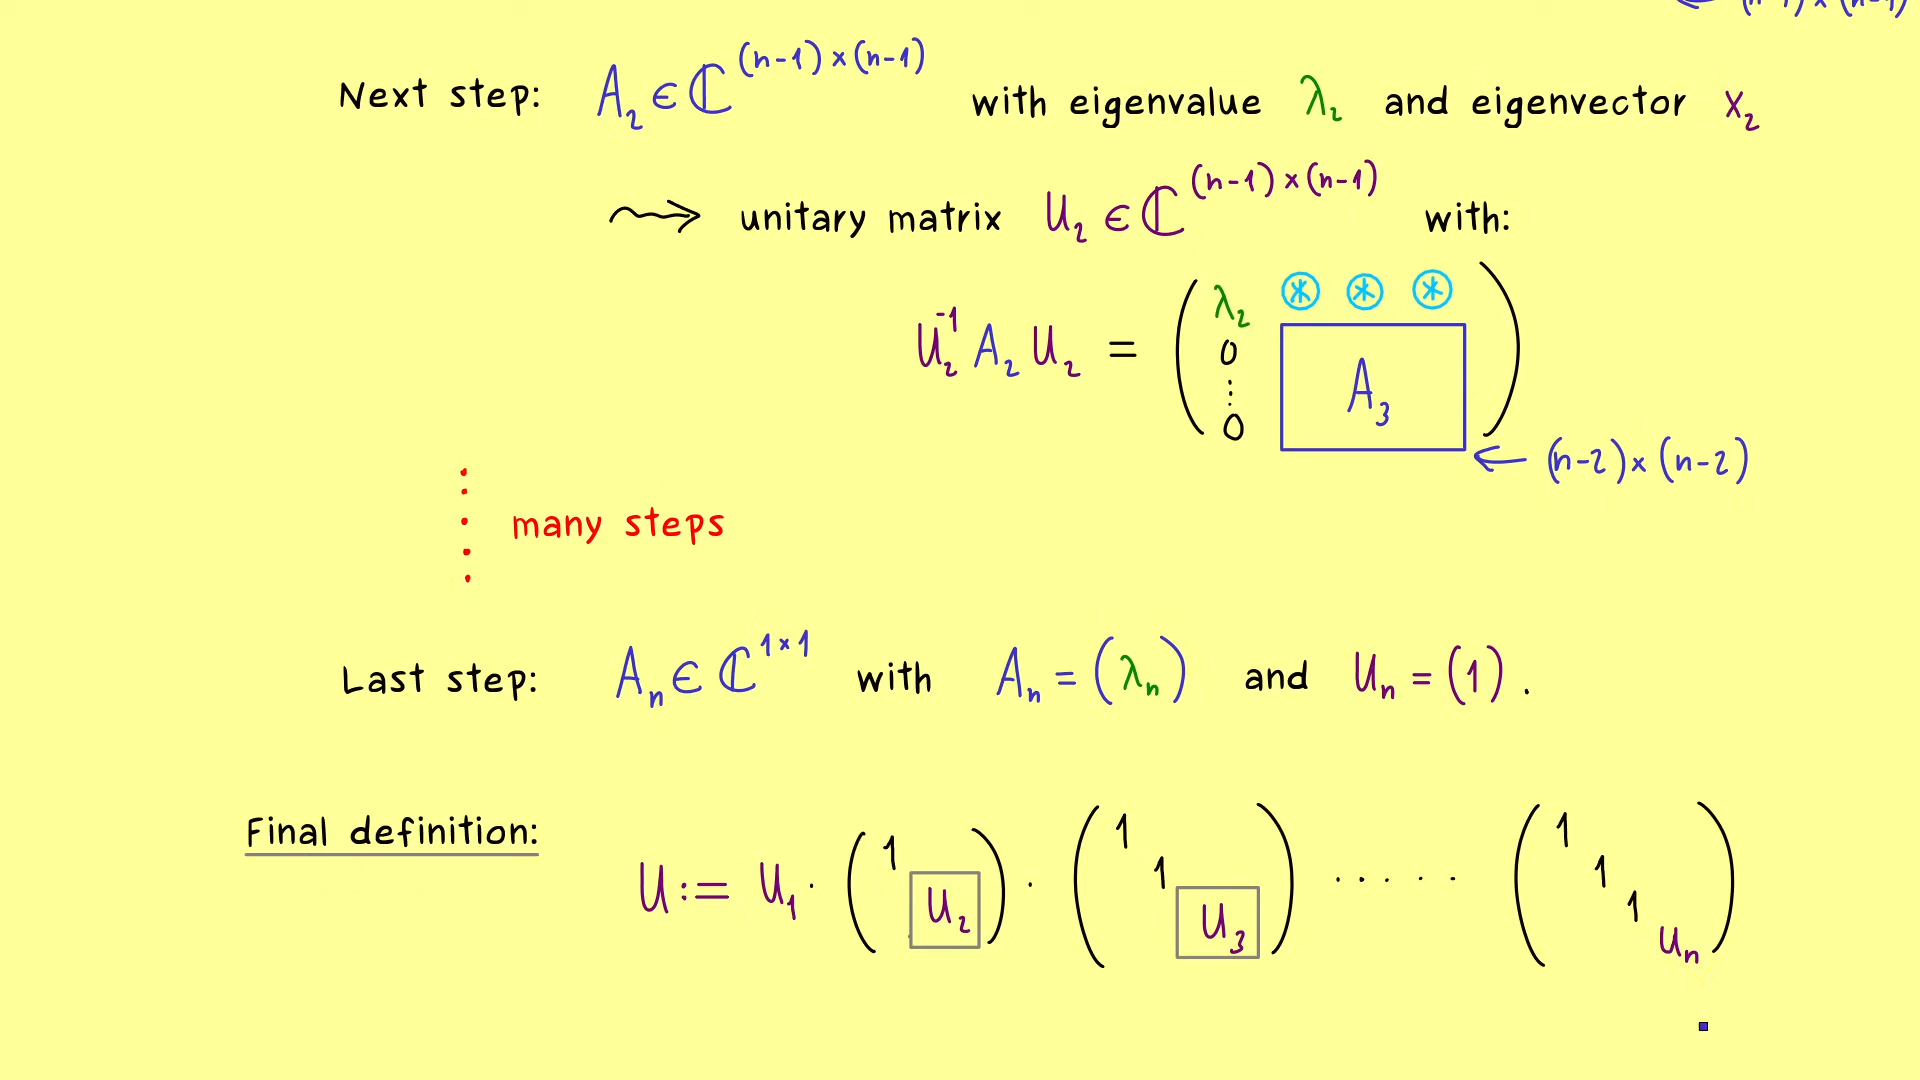 ← (n-1)×(n-1)
Next step: A₂ ∈ ℂ⁽ⁿ⁻¹⁾ˣ⁽ⁿ⁻¹⁾ with eigenvalue λ₂ and eigenvector x₂
⇝ unitary matrix U₂ ∈ ℂ⁽ⁿ⁻¹⁾ˣ⁽ⁿ⁻¹⁾ with:
λ₂ ⊛ ⊛ ⊛
U₂⁻¹ A₂ U₂ = ( 0 ⋮ 0 A₃ )
← (n-2)×(n-2)
⋮ many steps
Last step: Aₙ ∈ ℂ¹ˣ¹ with Aₙ = (λₙ) and Uₙ = (1).
Final definition:
U := U₁ · ( 1 U₂ ) · ( 1 1 U₃ ) · · · · · ( 1 1 1 Uₙ )